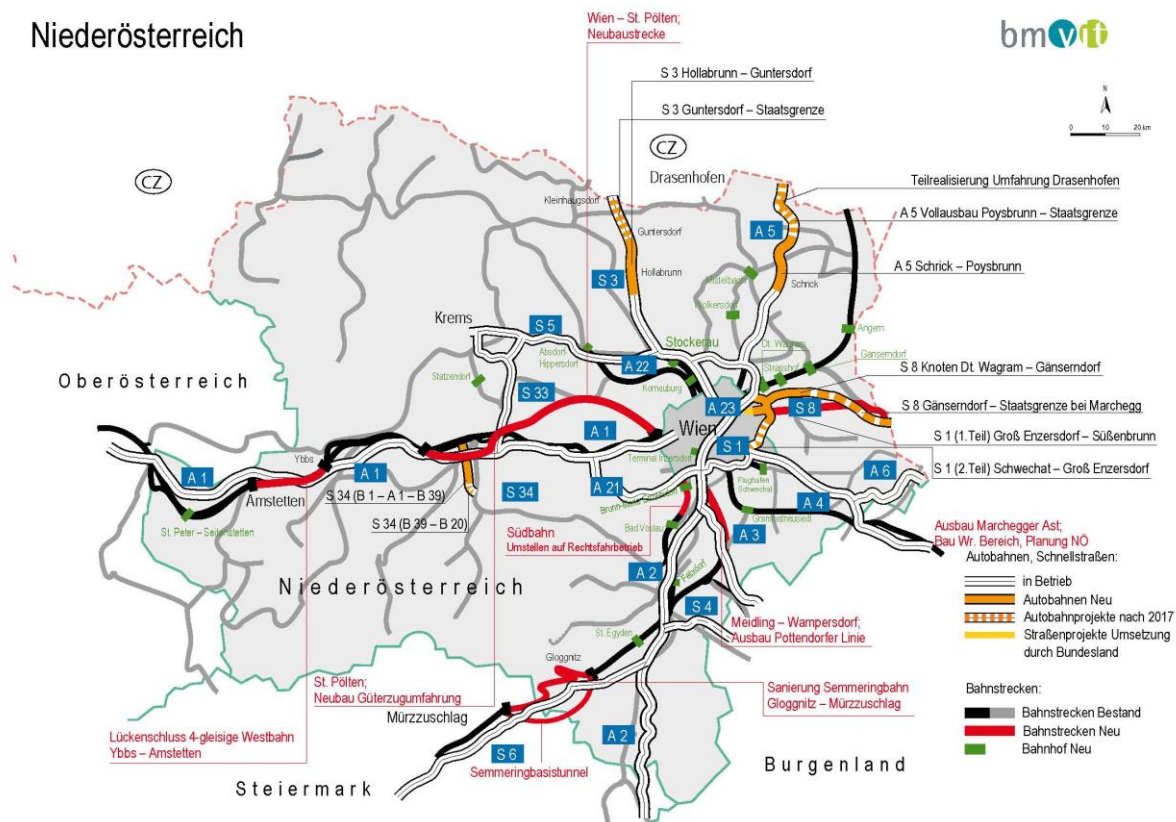 Niederösterreich
Wien – St. Pölten;
Neubaustrecke
bmvit
S 3 Hollabrunn – Guntersdorf
S 3 Guntersdorf – Staatsgrenze
N
0 10 20 km
CZ
CZ
Drasenhofen
Teilrealisierung Umfahrung Drasenhofen
Kleinhaugsdorf
A 5 Vollausbau Poysbrunn – Staatsgrenze
Guntersdorf
A 5
Hollabrunn
S 3
Mistelbach
A 5 Schrick – Poysbrunn
Schrick
Wolkersdorf
Krems
S 5
Angern
Stockerau
Dt. Wagram
Absdorf-
Hippersdorf
A 22
Strasshof
Gänserndorf
Oberösterreich
Statzendorf
Korneuburg
S 8 Knoten Dt. Wagram – Gänserndorf
S 33
A 23
S 8
S 8 Gänserndorf – Staatsgrenze bei Marchegg
A 1
Wien
S 1 (1.Teil) Groß Enzersdorf – Süßenbrunn
Ybbs
S 1
Terminal Inzersdorf
S 1 (2.Teil) Schwechat – Groß Enzersdorf
A 1
A 1
Flughafen
Schwechat
A 6
Amstetten
S 34 (B 1 – A 1 – B 39)
S 34
A 21
A 4
St. Peter – Seitenstetten
S 34 (B 39 – B 20)
Südbahn
Umstellen auf Rechtsfahrbetrieb
Bad Vöslau
Gramatneusiedl
A 3
Ausbau Marchegger Ast;
Bau Wr. Bereich, Planung NÖ
Autobahnen, Schnellstraßen:
in Betrieb
Autobahnen Neu
Autobahnprojekte nach 2017
Straßenprojekte Umsetzung
durch Bundesland
Niederösterreich
A 2
Felixdorf
S 4
Meidling – Wampersdorf;
Ausbau Pottendorfer Linie
St. Egyden
Gloggnitz
St. Pölten;
Neubau Güterzugumfahrung
Sanierung Semmeringbahn
Gloggnitz – Mürzzuschlag
Bahnstrecken:
Bahnstrecken Bestand
Bahnstrecken Neu
Bahnhof Neu
Mürzzuschlag
Lückenschluss 4-gleisige Westbahn
Ybbs – Amstetten
A 2
S 6
Semmeringbasistunnel
Burgenland
Steiermark